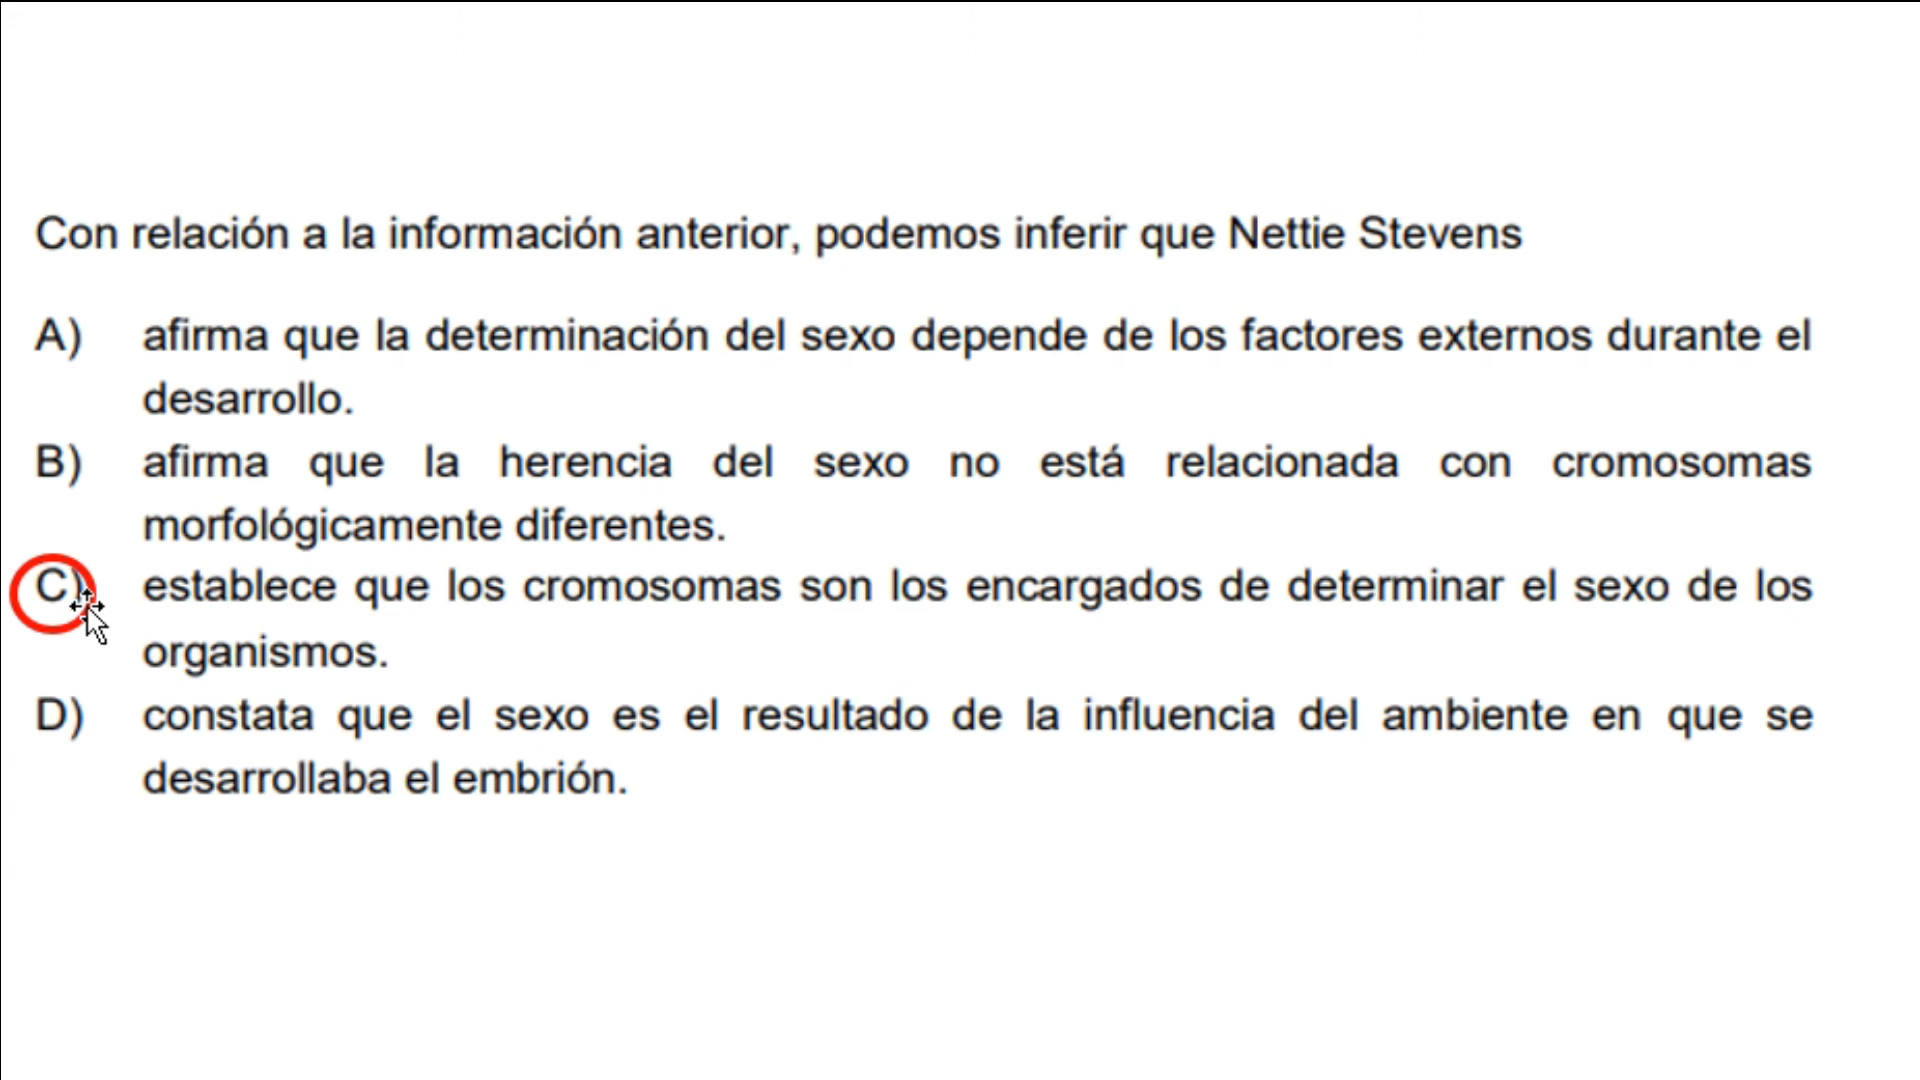 Con relación a la información anterior, podemos inferir que Nettie Stevens
A) afirma que la determinación del sexo depende de los factores externos durante el
desarrollo.
B) afirma que la herencia del sexo no está relacionada con cromosomas
morfológicamente diferentes.
C) establece que los cromosomas son los encargados de determinar el sexo de los
organismos.
D) constata que el sexo es el resultado de la influencia del ambiente en que se
desarrollaba el embrión.